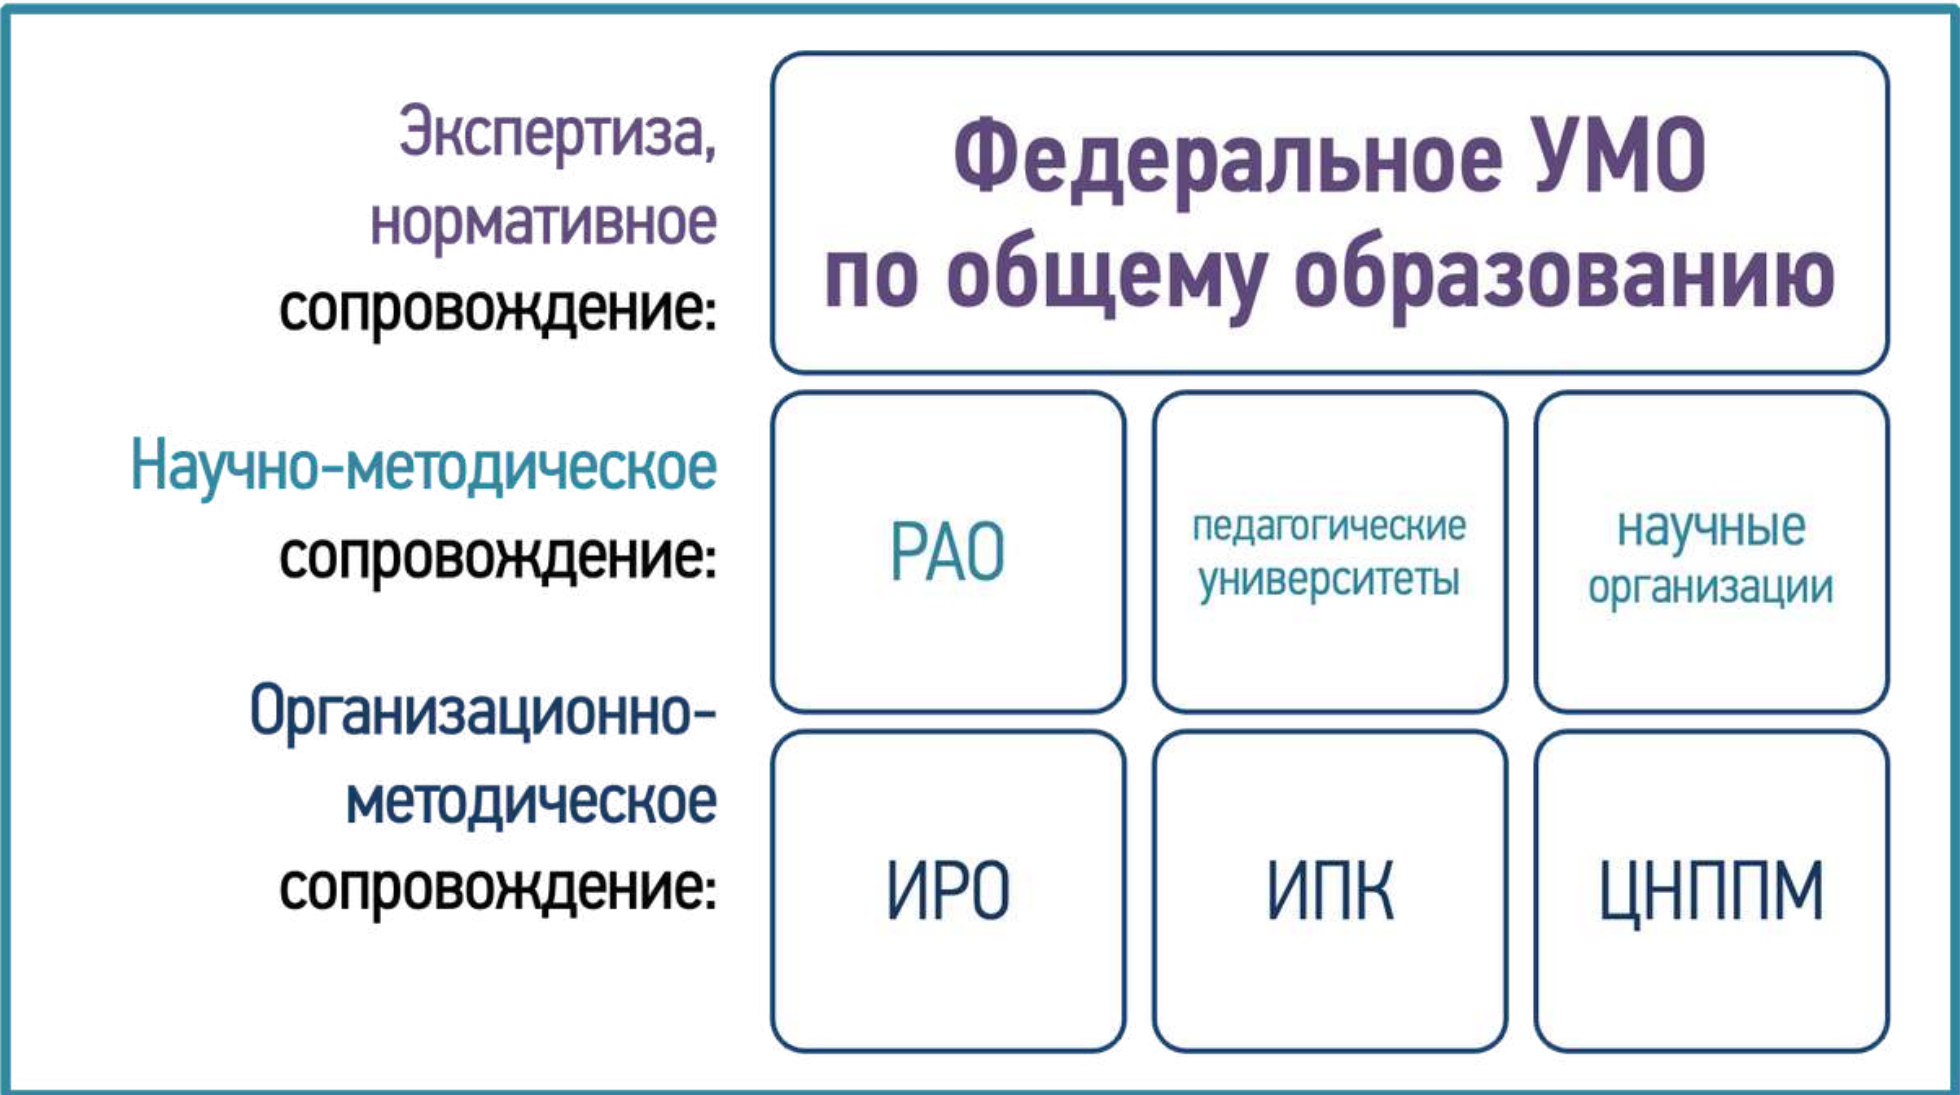 Экспертиза,
нормативное
сопровождение:
Федеральное УМО
по общему образованию
Научно-методическое
сопровождение:
РАО
педагогические
университеты
научные
организации
Организационно-
методическое
сопровождение:
ИРО
ИПК
ЦНППМ